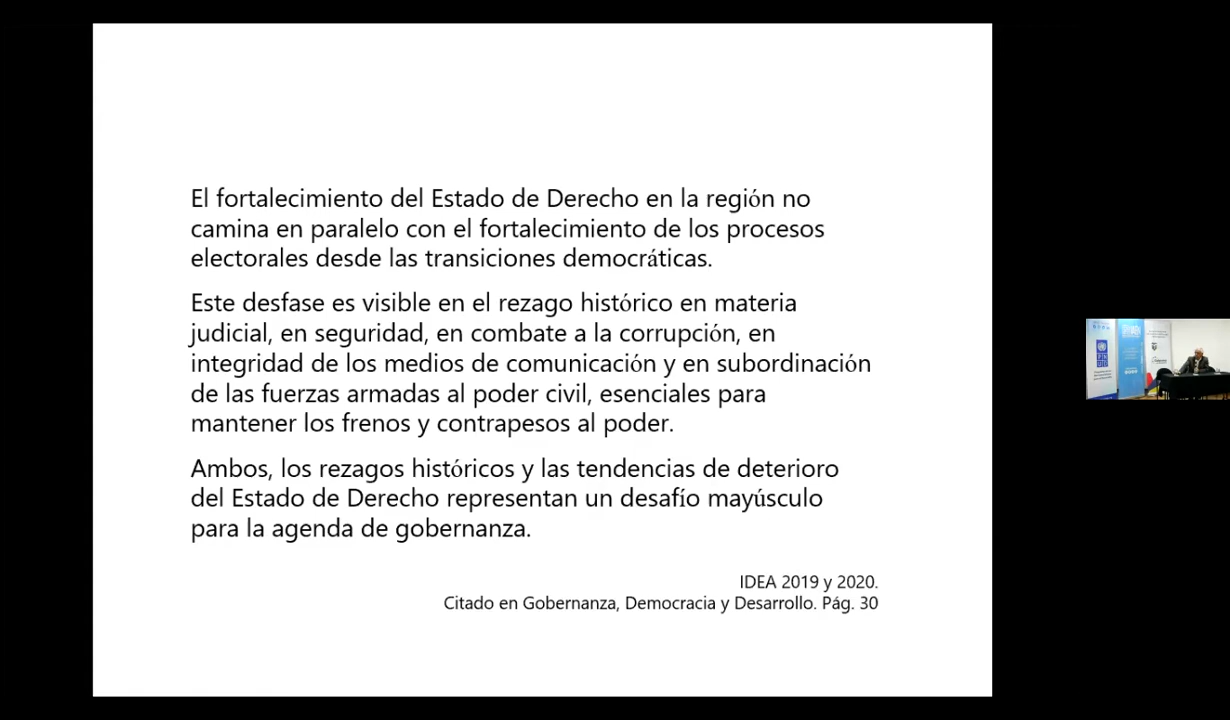 El fortalecimiento del Estado de Derecho en la región no
camina en paralelo con el fortalecimiento de los procesos
electorales desde las transiciones democráticas.
Este desfase es visible en el rezago histórico en materia
judicial, en seguridad, en combate a la corrupción, en
integridad de los medios de comunicación y en subordinación
de las fuerzas armadas al poder civil, esenciales para
mantener los frenos y contrapesos al poder.
Ambos, los rezagos históricos y las tendencias de deterioro
del Estado de Derecho representan un desafío mayúsculo
para la agenda de gobernanza.
IDEA 2019 y 2020.
Citado en Gobernanza, Democracia y Desarrollo. Pág. 30